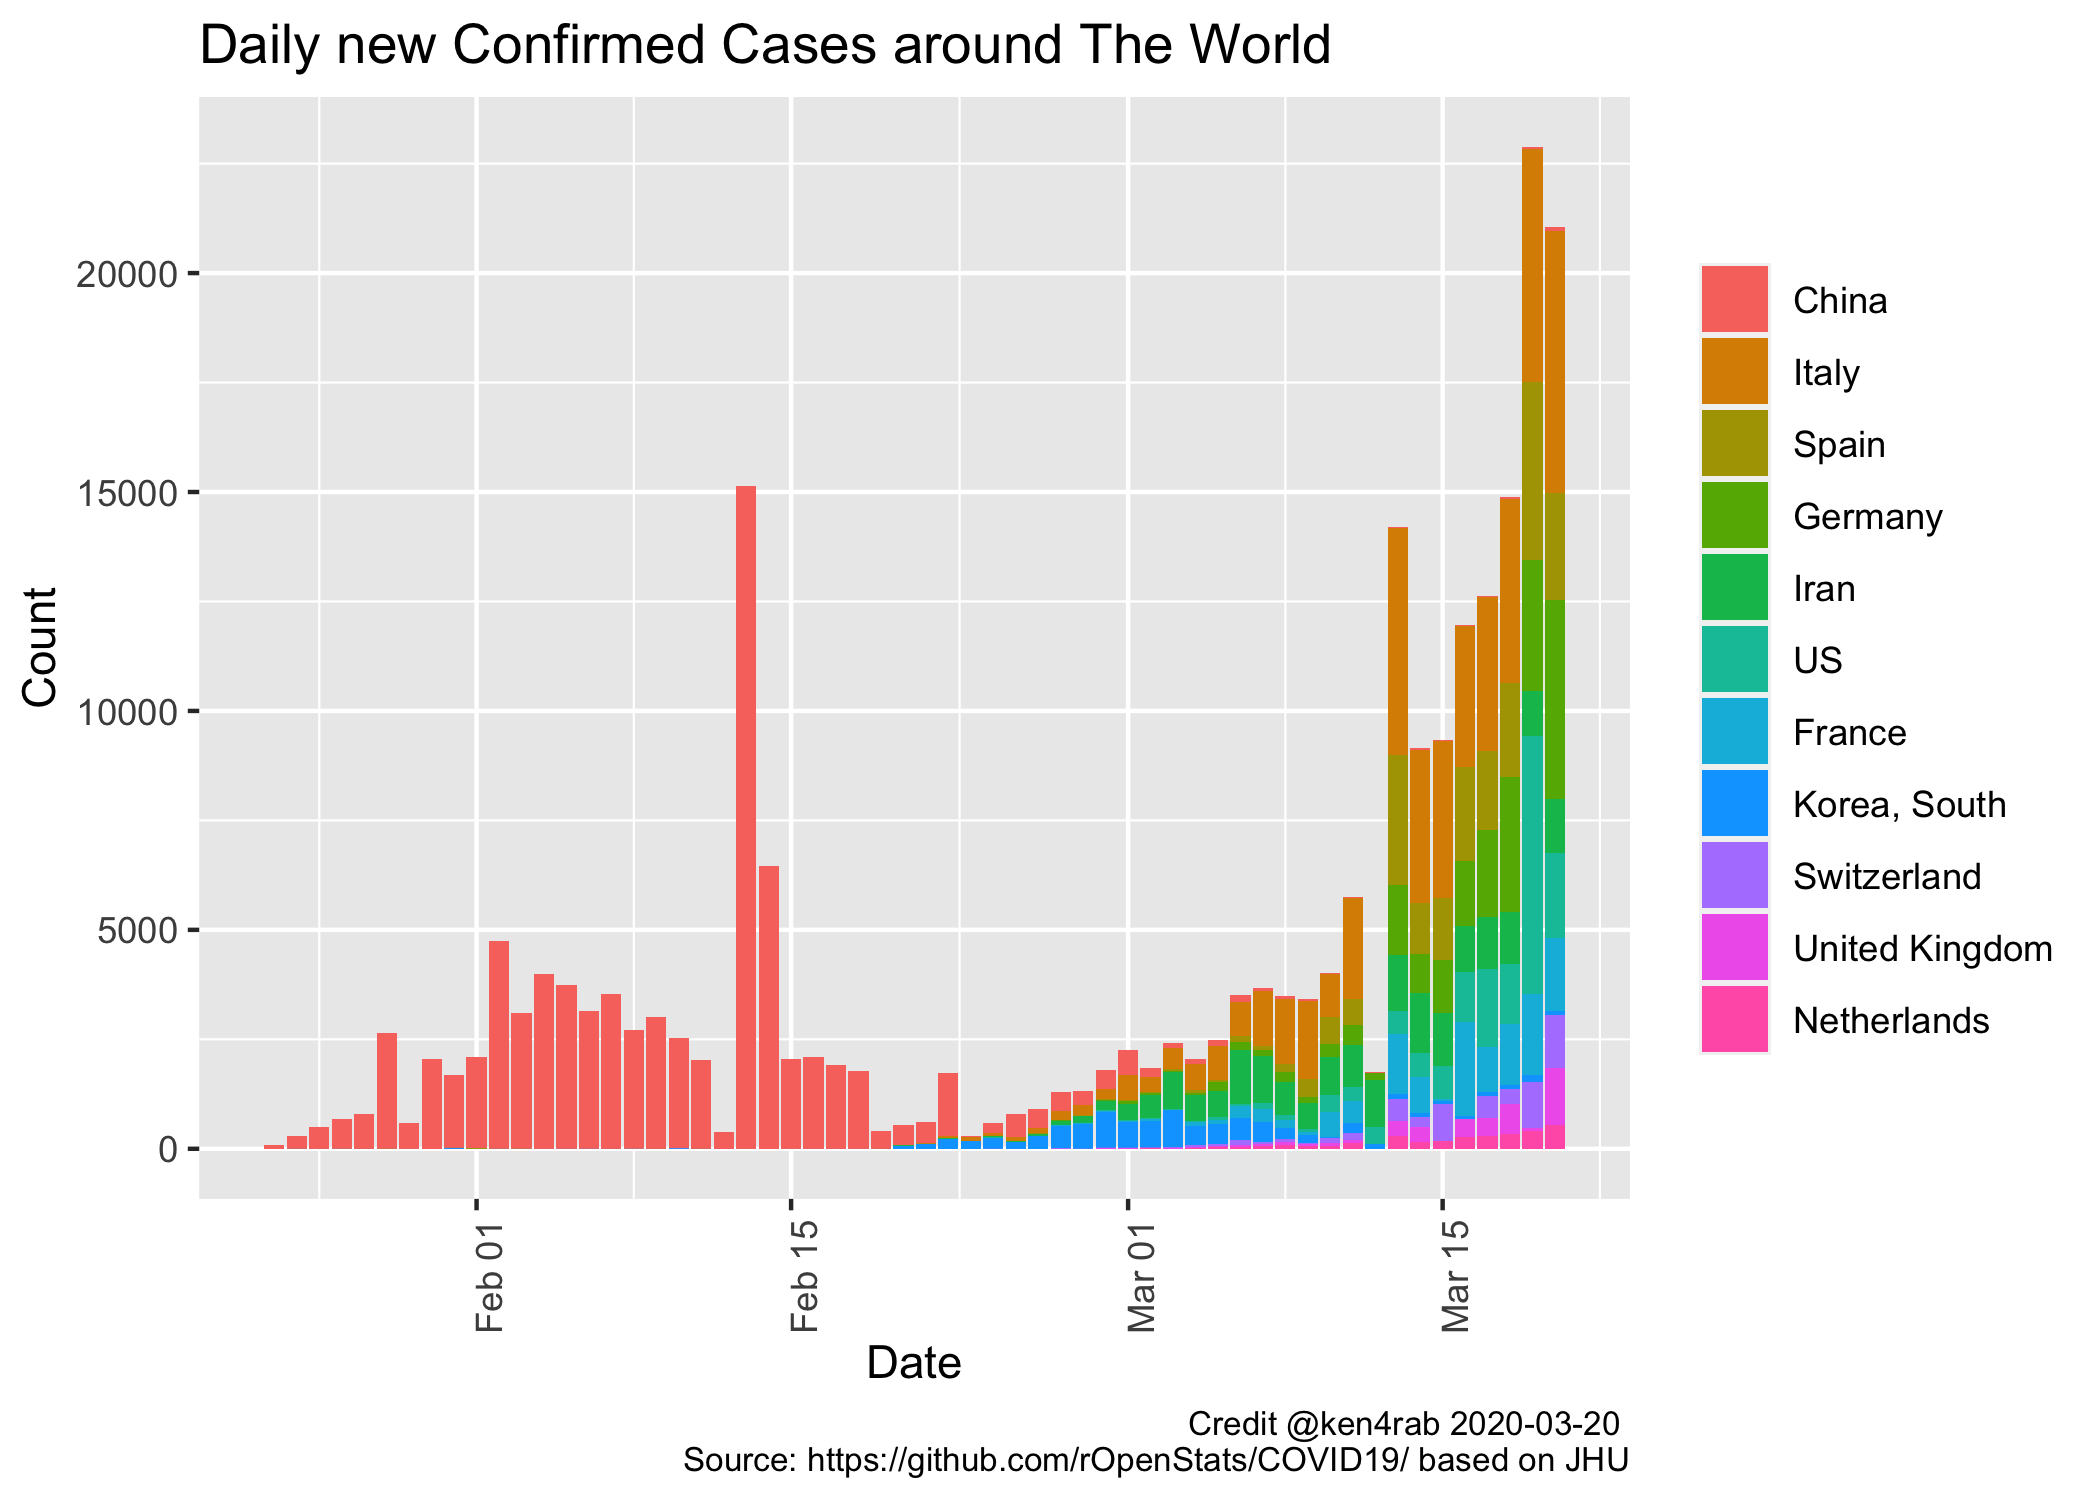 Daily new Confirmed Cases around The World
Count
20000
15000
10000
5000
0
Feb 01
Feb 15
Mar 01
Mar 15
Date
China
Italy
Spain
Germany
Iran
US
France
Korea, South
Switzerland
United Kingdom
Netherlands
Credit @ken4rab 2020-03-20
Source: https://github.com/rOpenStats/COVID19/ based on JHU